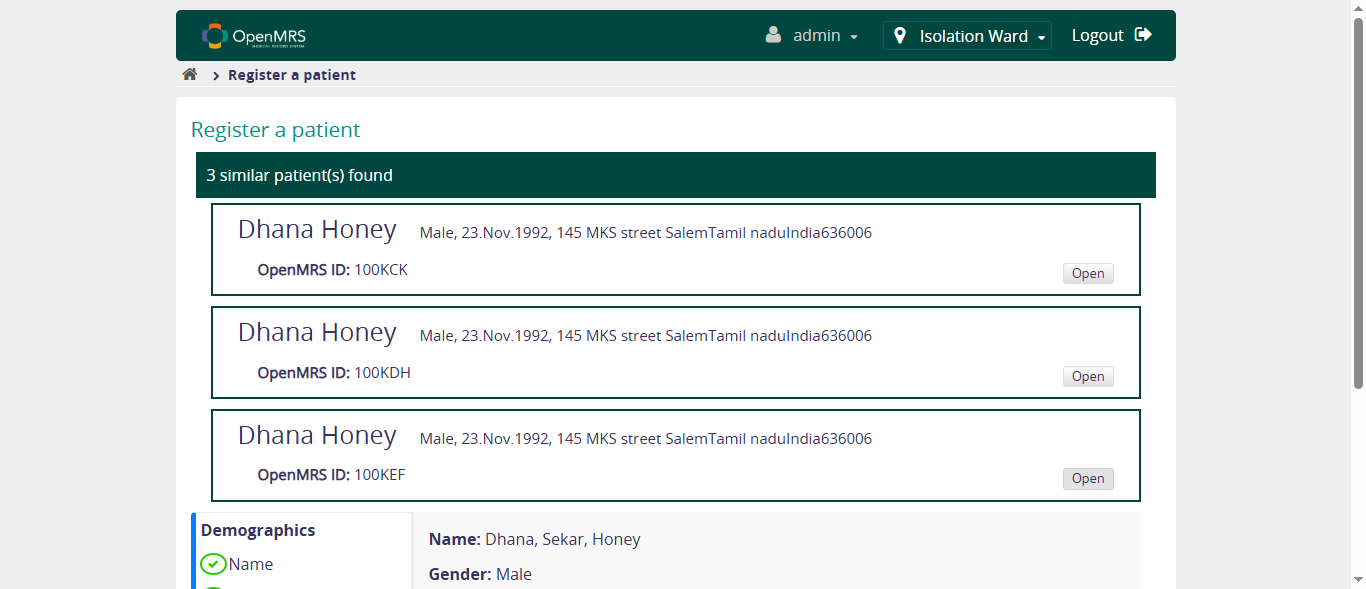 OpenMRS
MEDICAL RECORD SYSTEM
admin
Isolation Ward
Logout
Register a patient
Register a patient
3 similar patient(s) found
Dhana Honey Male, 23.Nov.1992, 145 MKS street SalemTamil naduIndia636006
OpenMRS ID: 100KCK
Open
Dhana Honey Male, 23.Nov.1992, 145 MKS street SalemTamil naduIndia636006
OpenMRS ID: 100KDH
Open
Dhana Honey Male, 23.Nov.1992, 145 MKS street SalemTamil naduIndia636006
OpenMRS ID: 100KEF
Open
Demographics
Name
Name: Dhana, Sekar, Honey
Gender: Male